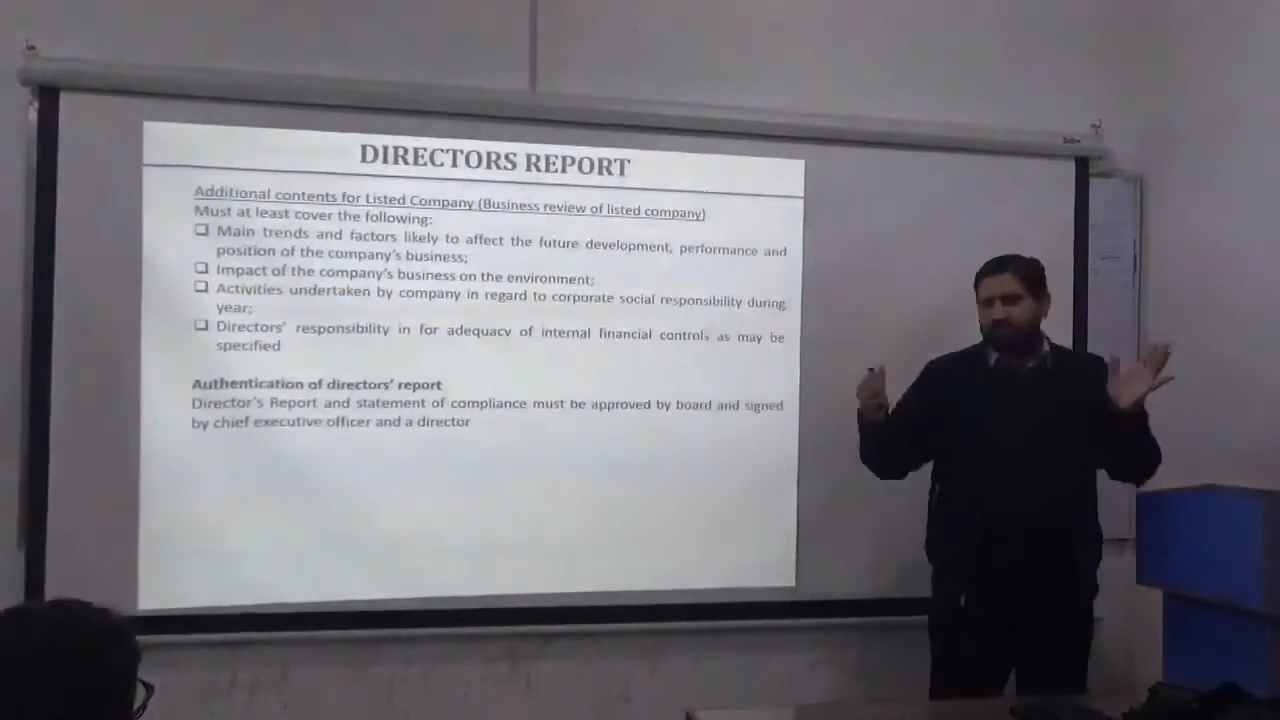 DIRECTORS REPORT
Additional contents for Listed Company (Business review of listed company)
Must at least cover the following:
❑ Main trends and factors likely to affect the future development, performance and
position of the company's business;
❑ Impact of the company's business on the environment;
❑ Activities undertaken by company in regard to corporate social responsibility during
year;
❑ Directors' responsibility in for adequacy of internal financial controls as may be
specified
Authentication of directors' report
Director's Report and statement of compliance must be approved by board and signed
by chief executive officer and a director